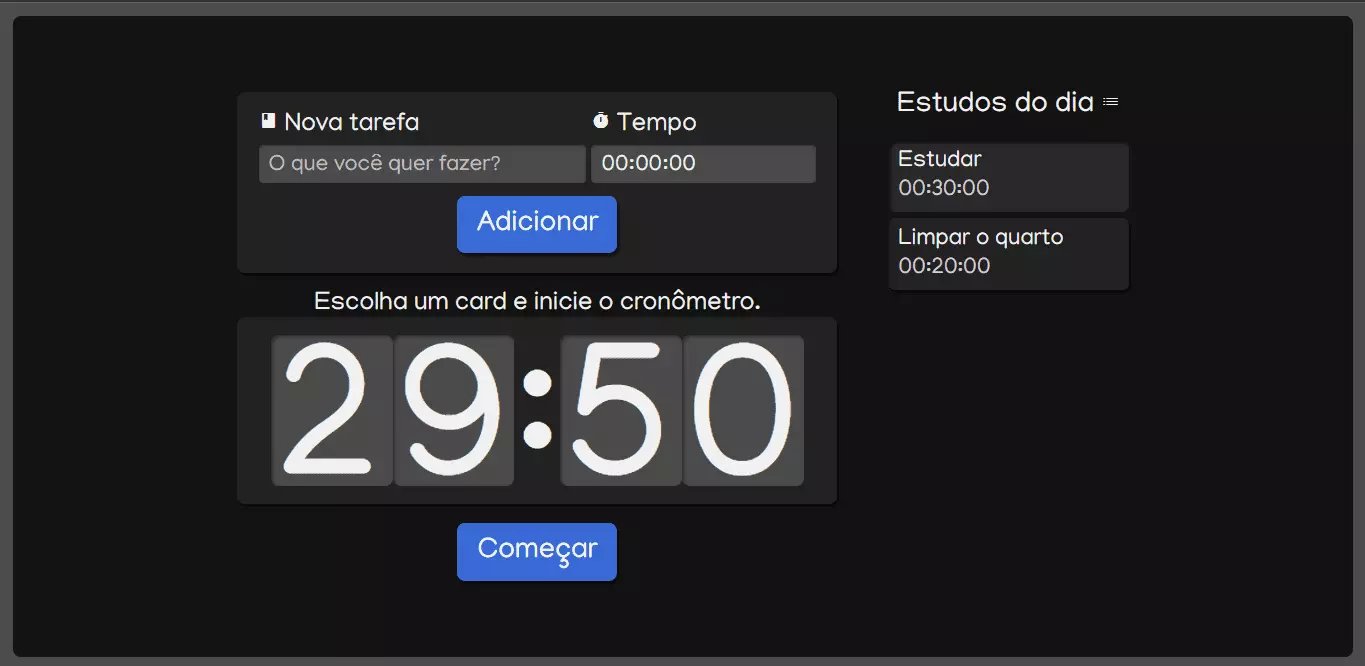 Nova tarefa
Tempo
O que você quer fazer?
00:00:00
Adicionar
Escolha um card e inicie o cronômetro.
29:50
Começar
Estudos do dia
Estudar
00:30:00
Limpar o quarto
00:20:00